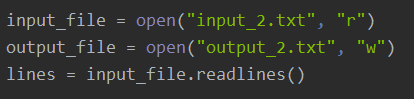 input_file = open("input_2.txt", "r")
output_file = open("output_2.txt", "w")
lines = input_file.readlines()